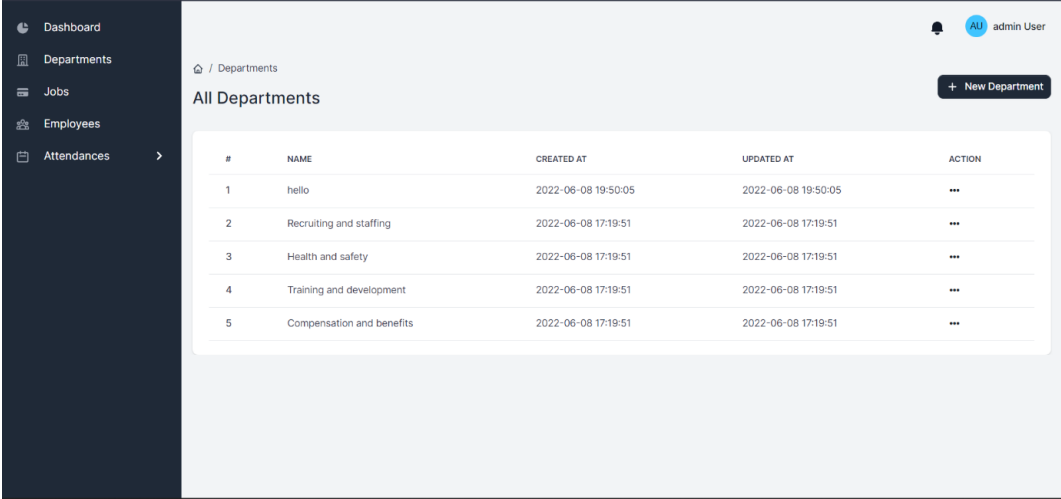 Dashboard
Departments
Jobs
Employees
Attendances
AU admin User
/ Departments
All Departments
+ New Department
# NAME CREATED AT UPDATED AT ACTION
1 hello 2022-06-08 19:50:05 2022-06-08 19:50:05 •••
2 Recruiting and staffing 2022-06-08 17:19:51 2022-06-08 17:19:51 •••
3 Health and safety 2022-06-08 17:19:51 2022-06-08 17:19:51 •••
4 Training and development 2022-06-08 17:19:51 2022-06-08 17:19:51 •••
5 Compensation and benefits 2022-06-08 17:19:51 2022-06-08 17:19:51 •••